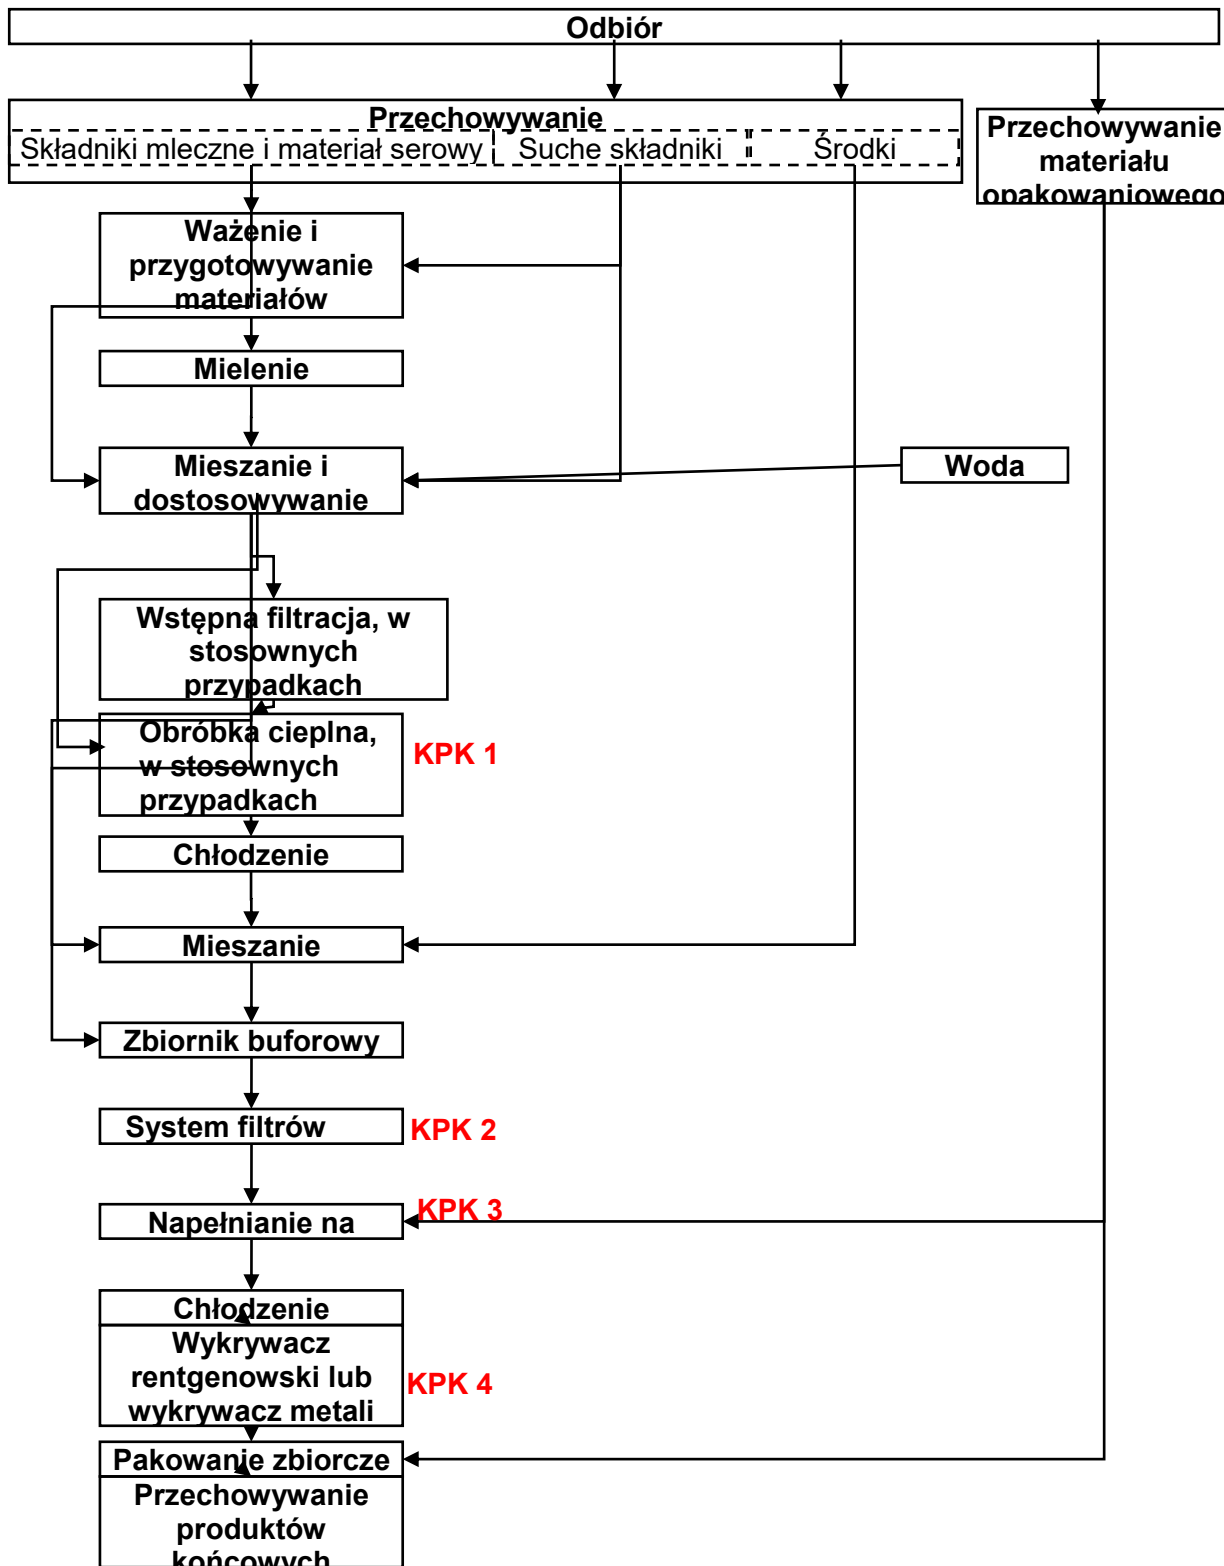 Odbiór
Przechowywanie
Składniki mleczne i materiał serowy
Suche składniki
Środki
Przechowywanie
materiału
opakowaniowego
Ważenie i
przygotowywanie
materiałów
Mielenie
Mieszanie i
dostosowywanie
Woda
Wstępna filtracja, w
stosownych
przypadkach
Obróbka cieplna,
w stosownych
przypadkach
KPK 1
Chłodzenie
Mieszanie
Zbiornik buforowy
System filtrów
KPK 2
Napełnianie na
KPK 3
Chłodzenie
Wykrywacz
rentgenowski lub
wykrywacz metali
KPK 4
Pakowanie zbiorcze
Przechowywanie
produktów
końcowych